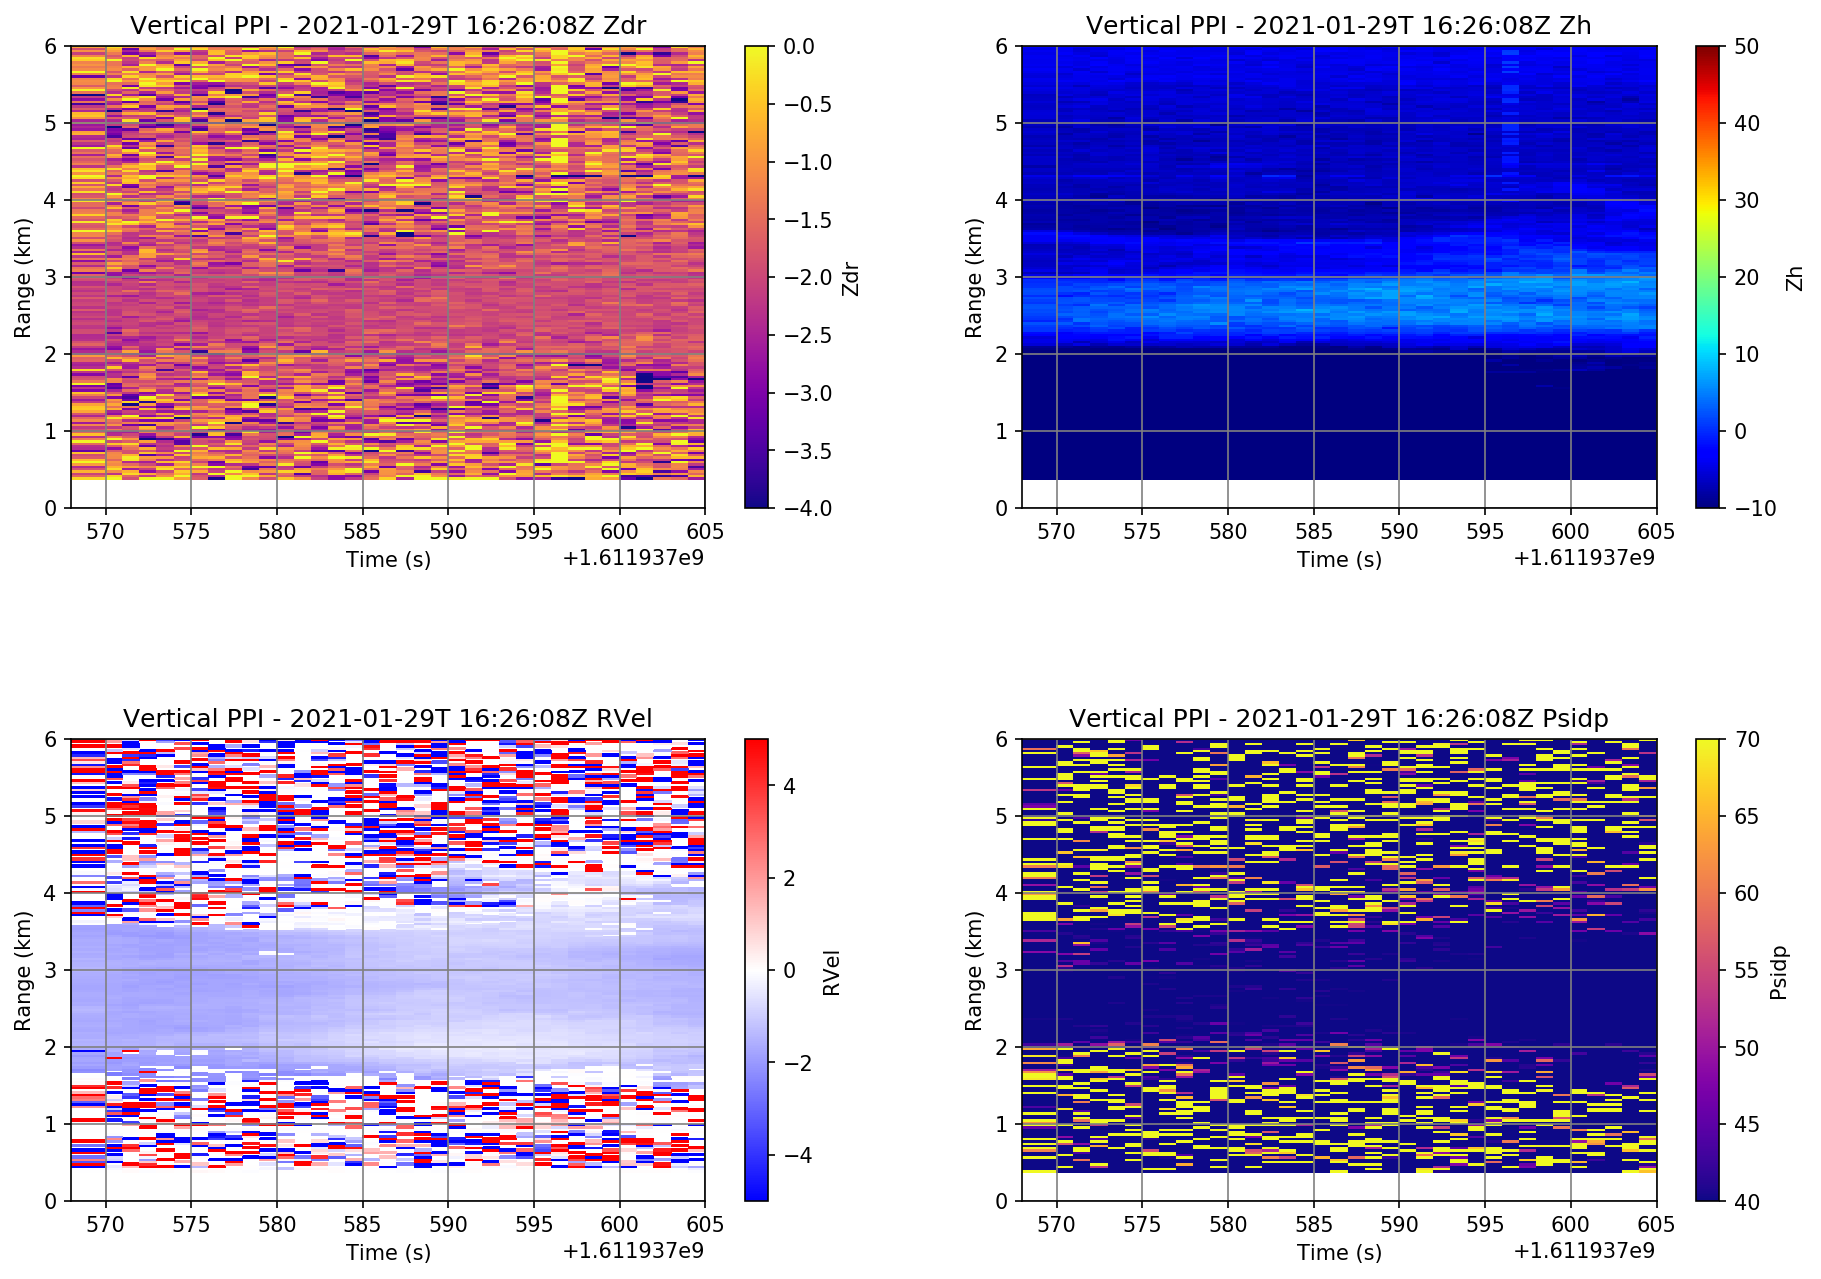 Vertical PPI - 2021-01-29T 16:26:08Z Zdr
6
5
4
3
2
1
0
Range (km)
570 575 580 585 590 595 600 605
Time (s)
+1.611937e9
0.0
−0.5
−1.0
−1.5
−2.0
−2.5
−3.0
−3.5
−4.0
Zdr
Vertical PPI - 2021-01-29T 16:26:08Z Zh
6
5
4
3
2
1
0
Range (km)
570 575 580 585 590 595 600 605
Time (s)
+1.611937e9
50
40
30
20
10
0
−10
Zh
Vertical PPI - 2021-01-29T 16:26:08Z RVel
6
5
4
3
2
1
0
Range (km)
570 575 580 585 590 595 600 605
Time (s)
+1.611937e9
4
2
0
−2
−4
RVel
Vertical PPI - 2021-01-29T 16:26:08Z Psidp
6
5
4
3
2
1
0
Range (km)
570 575 580 585 590 595 600 605
Time (s)
+1.611937e9
70
65
60
55
50
45
40
Psidp